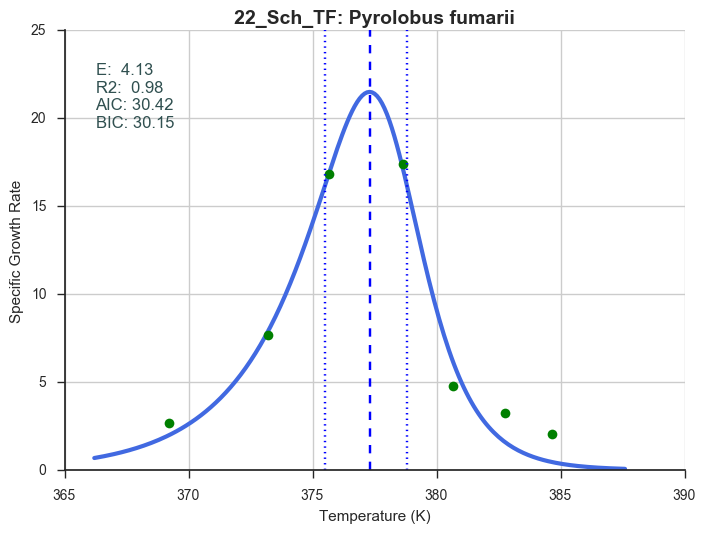 22_Sch_TF: Pyrolobus fumarii
E:  4.13
R2:  0.98
AIC: 30.42
BIC: 30.15
Specific Growth Rate
25
20
15
10
5
0
365 370 375 380 385 390
Temperature (K)